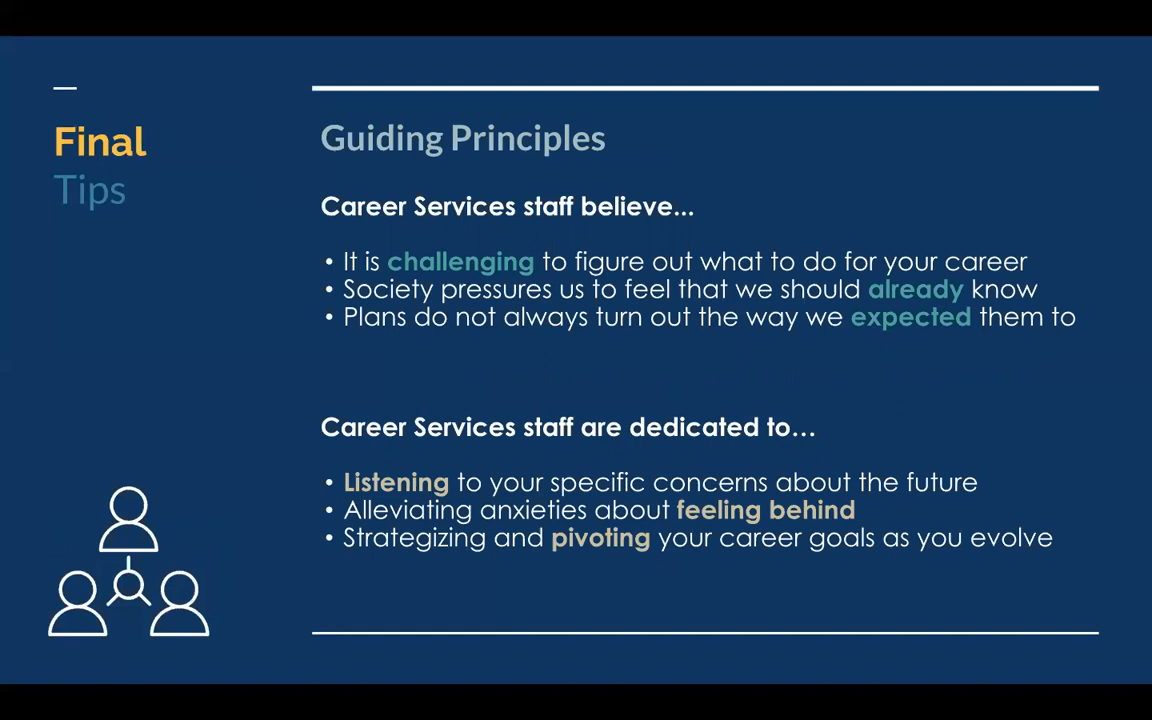 Final
Tips
Guiding Principles
Career Services staff believe...
• It is challenging to figure out what to do for your career
• Society pressures us to feel that we should already know
• Plans do not always turn out the way we expected them to
Career Services staff are dedicated to…
• Listening to your specific concerns about the future
• Alleviating anxieties about feeling behind
• Strategizing and pivoting your career goals as you evolve